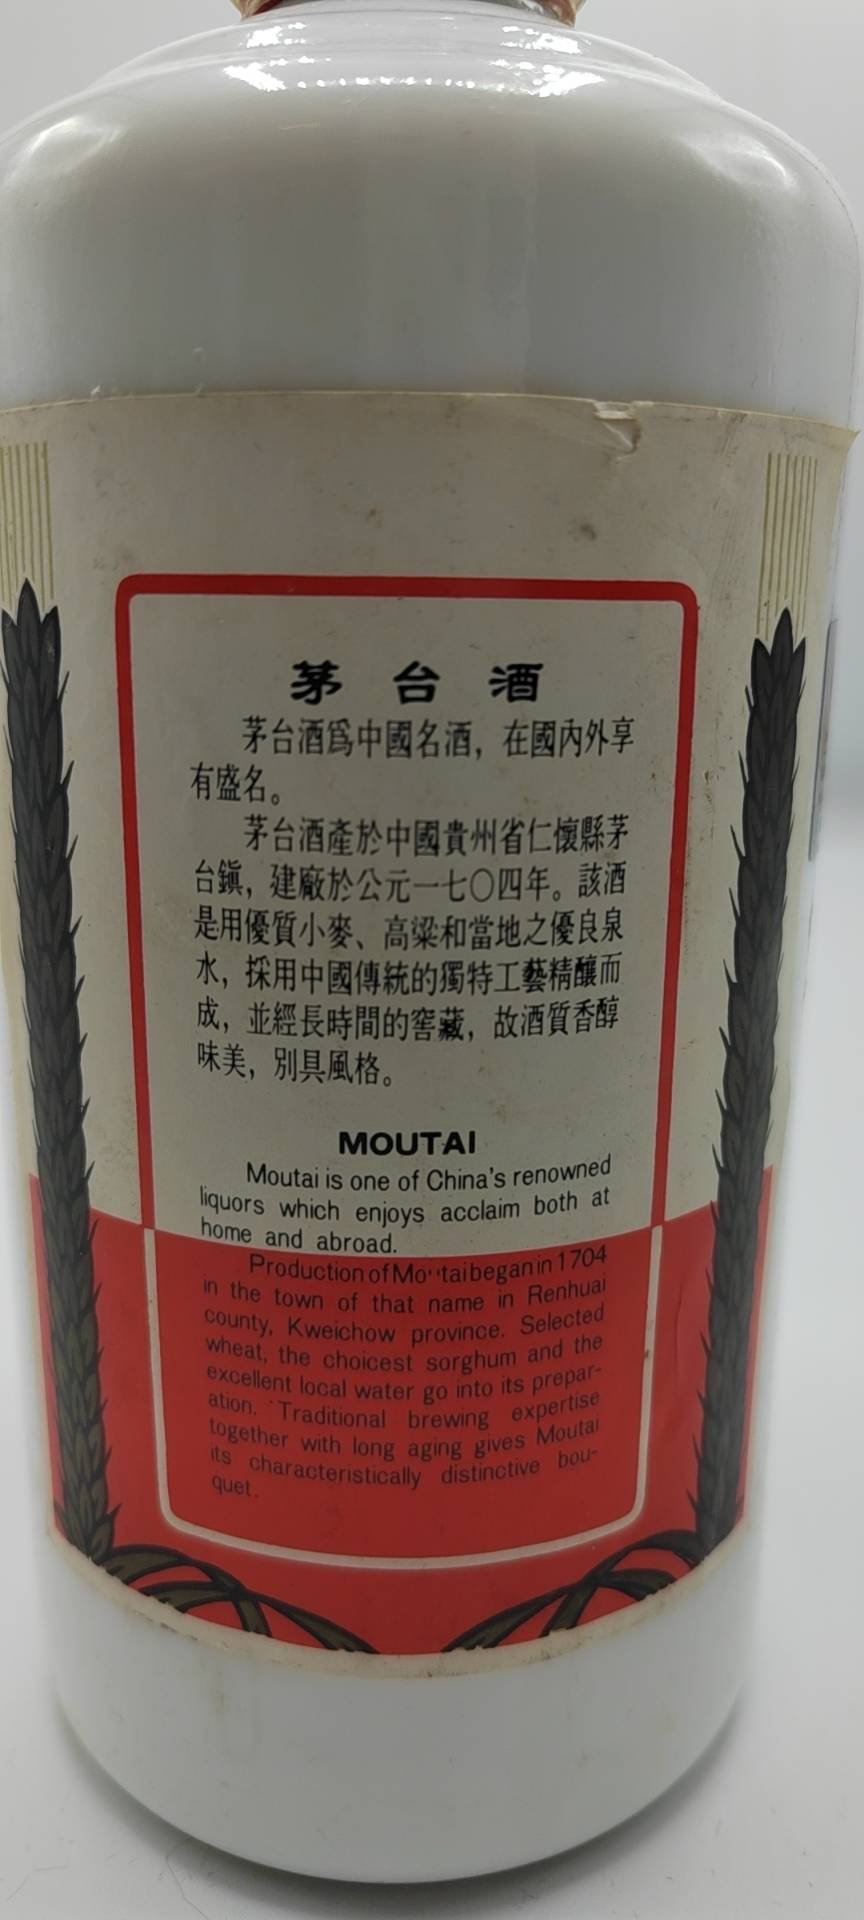 茅台酒
茅台酒爲中國名酒，在國內外享
有盛名。
茅台酒產於中國貴州省仁懷縣茅
台鎭，建廠於公元一七〇四年。該酒
是用優質小麥、高粱和當地之優良泉
水，採用中國傳統的獨特工藝精釀而
成，並經長時間的窖藏，故酒質香醇
味美，別具風格。
MOUTAI
Moutai is one of China's renowned
liquors which enjoys acclaim both at
home and abroad.
Production of Moutai began in 1704
in the town of that name in Renhuai
county, Kweichow province. Selected
wheat, the choicest sorghum and the
excellent local water go into its prepar-
ation. Traditional brewing expertise
together with long aging gives Moutai
its characteristically distinctive bou-
quet.